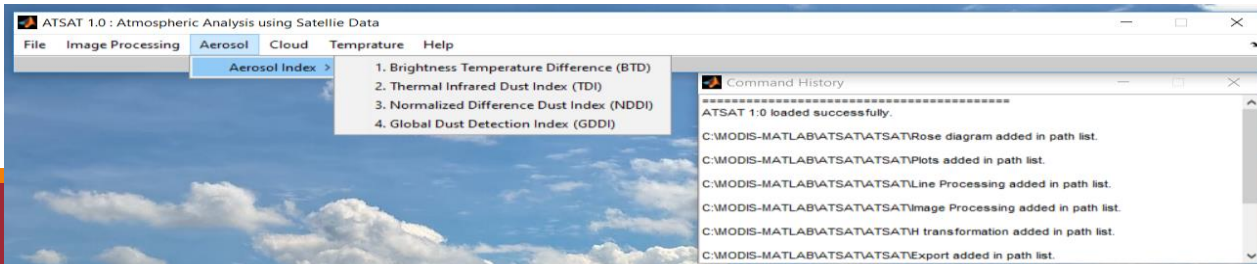 ATSAT 1.0 : Atmospheric Analysis using Satellie Data
File Image Processing Aerosol Cloud Temprature Help
Aerosol Index >
1. Brightness Temperature Difference (BTD)
2. Thermal Infrared Dust Index (TDI)
3. Normalized Difference Dust Index (NDDI)
4. Global Dust Detection Index (GDDI)
Command History
==========================================
ATSAT 1:0 loaded successfully.
C:\MODIS-MATLAB\ATSAT\ATSAT\Rose diagram added in path list.
C:\MODIS-MATLAB\ATSAT\ATSAT\Plots added in path list.
C:\MODIS-MATLAB\ATSAT\ATSAT\Line Processing added in path list.
C:\MODIS-MATLAB\ATSAT\ATSAT\Image Processing added in path list.
C:\MODIS-MATLAB\ATSAT\ATSAT\H transformation added in path list.
C:\MODIS-MATLAB\ATSAT\ATSAT\Export added in path list.